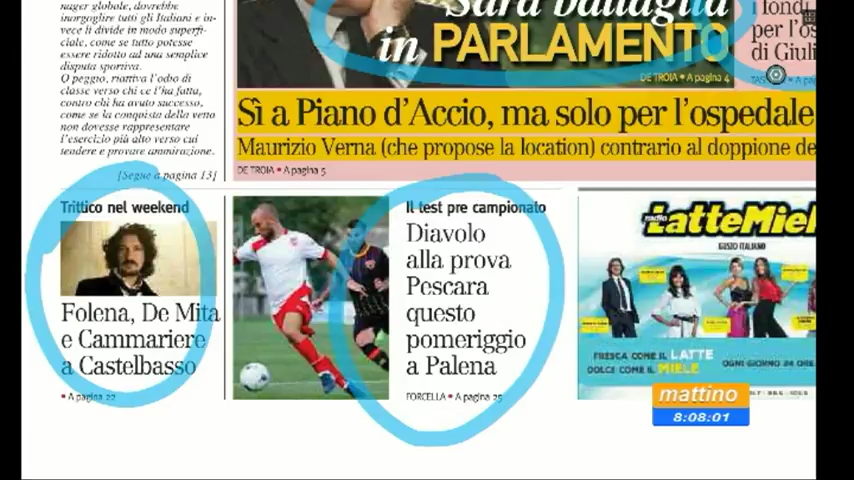 nager globale, dovrebbe
inorgoglire tutti gli Italiani e in-
vece li divide in modo superfi-
ciale, come se tutto potesse
essere ridotto ad una semplice
disputa sportiva.
O peggio, riattiva l'odio di
classe verso chi ce l'ha fatta,
contro chi ha avuto successo,
come se la conquista della vetta
non dovesse rappresentare
l'esercizio più alto verso cui
tendere e provare ammirazione.
[Segue a pagina 13]
Sarà battaglia
in PARLAMENTO
DE TROIA • A pagina 4
i fondi
per l'os
di Giuli
Sì a Piano d'Accio, ma solo per l'ospedale
Maurizio Verna (che propose la location) contrario al doppione de
DE TROIA • A pagina 5
Trittico nel weekend
Folena, De Mita
e Cammariere
a Castelbasso
• A pagina 22
Il test pre campionato
Diavolo
alla prova
Pescara
questo
pomeriggio
a Palena
FORCELLA • A pagina 25
radio
LatteMiel
GUSTO ITALIANO
FRESCA COME IL LATTE
DOLCE COME IL MIELE
OGNI GIORNO 24 ORE
mattino
8:08:01